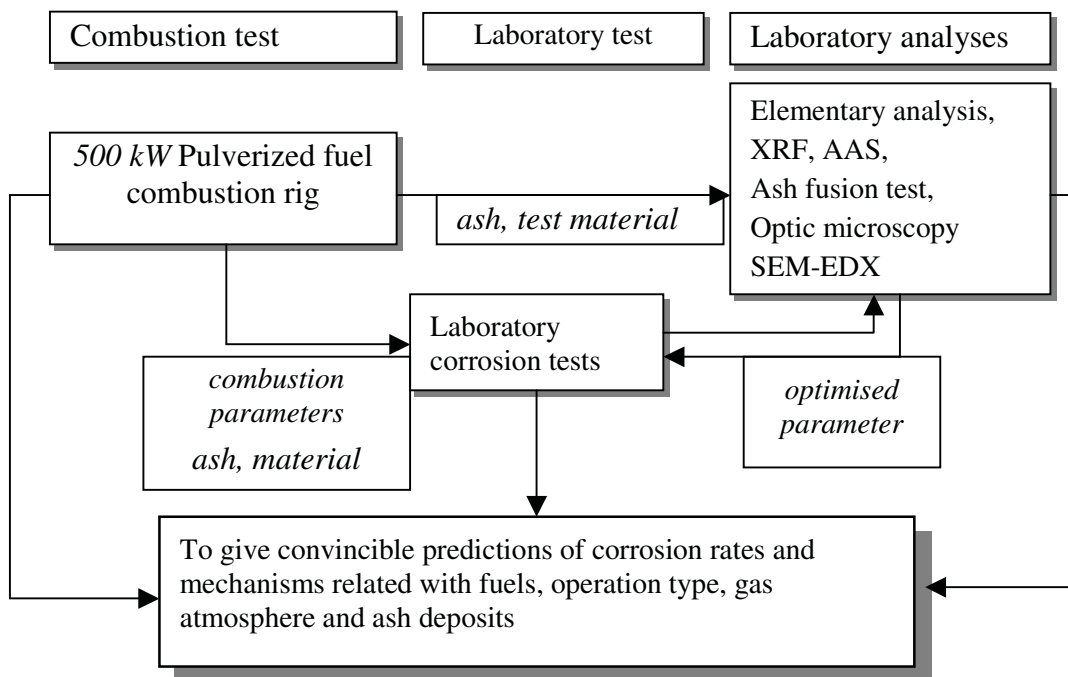 Combustion test
Laboratory test
Laboratory analyses
500 kW Pulverized fuel
combustion rig
ash, test material
Elementary analysis,
XRF, AAS,
Ash fusion test,
Optic microscopy
SEM-EDX
Laboratory
corrosion tests
combustion
parameters
ash, material
optimised
parameter
To give convincible predictions of corrosion rates and
mechanisms related with fuels, operation type, gas
atmosphere and ash deposits